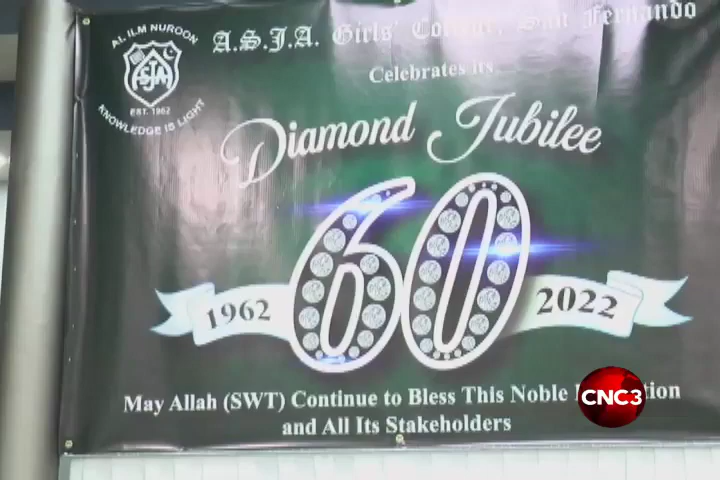 AL ILM NUROON
ASJA
EST. 1962
KNOWLEDGE IS LIGHT
A.S.J.A. Girls' College, San Fernando
Celebrates its
Diamond Jubilee
60
1962
2022
May Allah (SWT) Continue to Bless This Noble
and All Its Stakeholders
CNC3